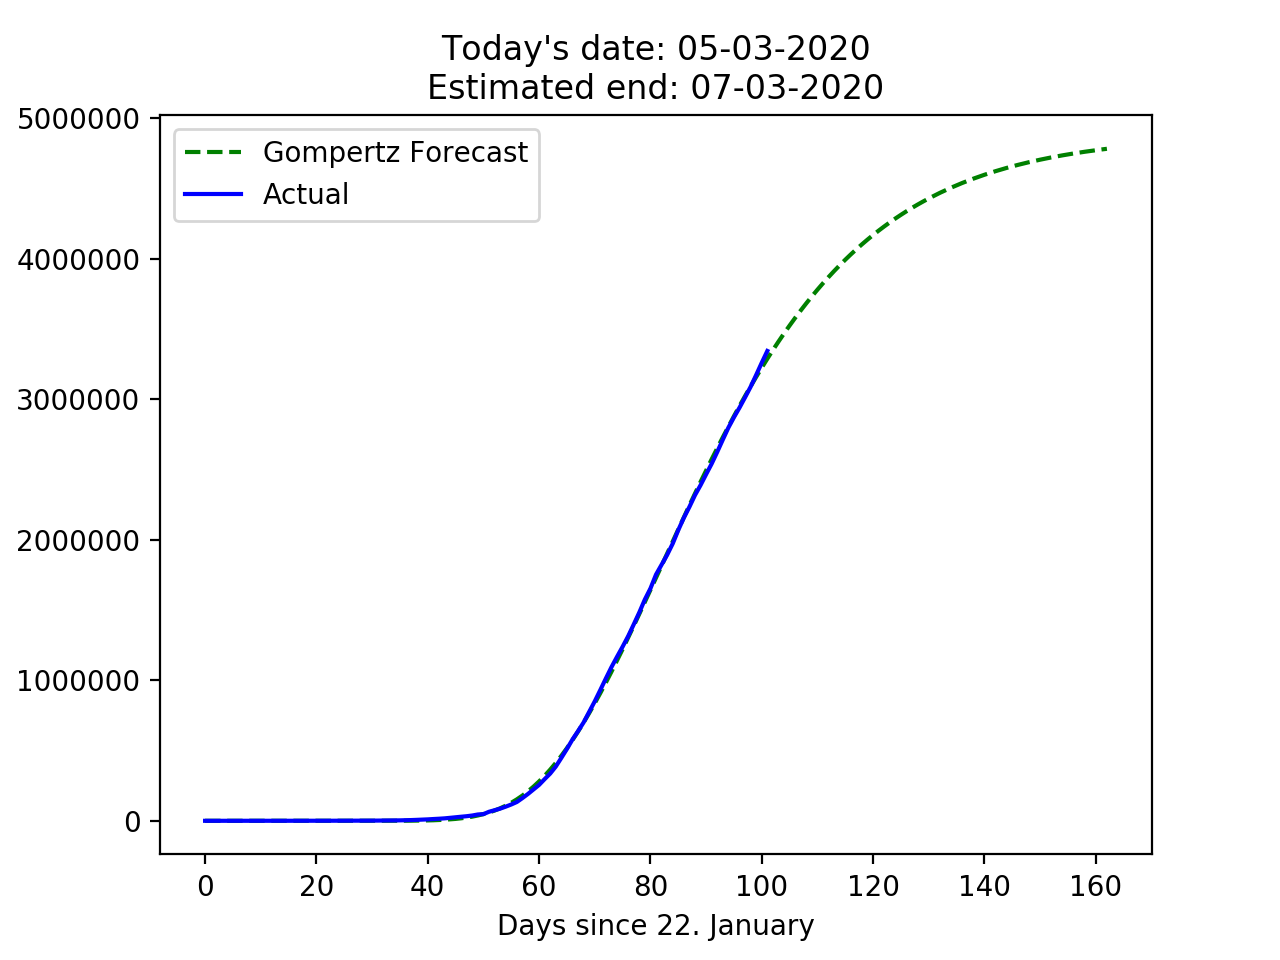 Today's date: 05-03-2020
Estimated end: 07-03-2020
5000000
4000000
3000000
2000000
1000000
0
Gompertz Forecast
Actual
0 20 40 60 80 100 120 140 160
Days since 22. January